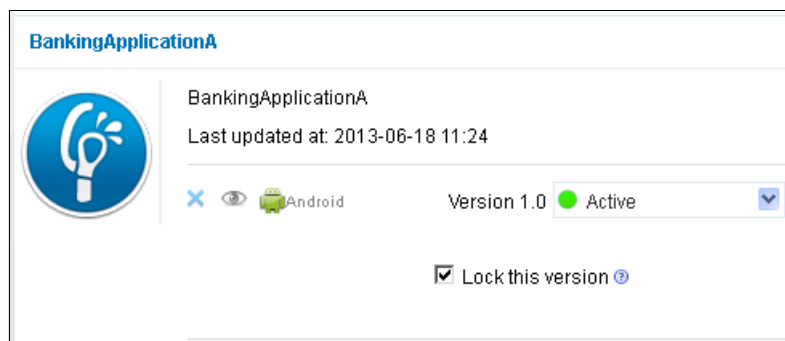 BankingApplicationA
BankingApplicationA
Last updated at: 2013-06-18 11:24
Android Version 1.0 Active
Lock this version